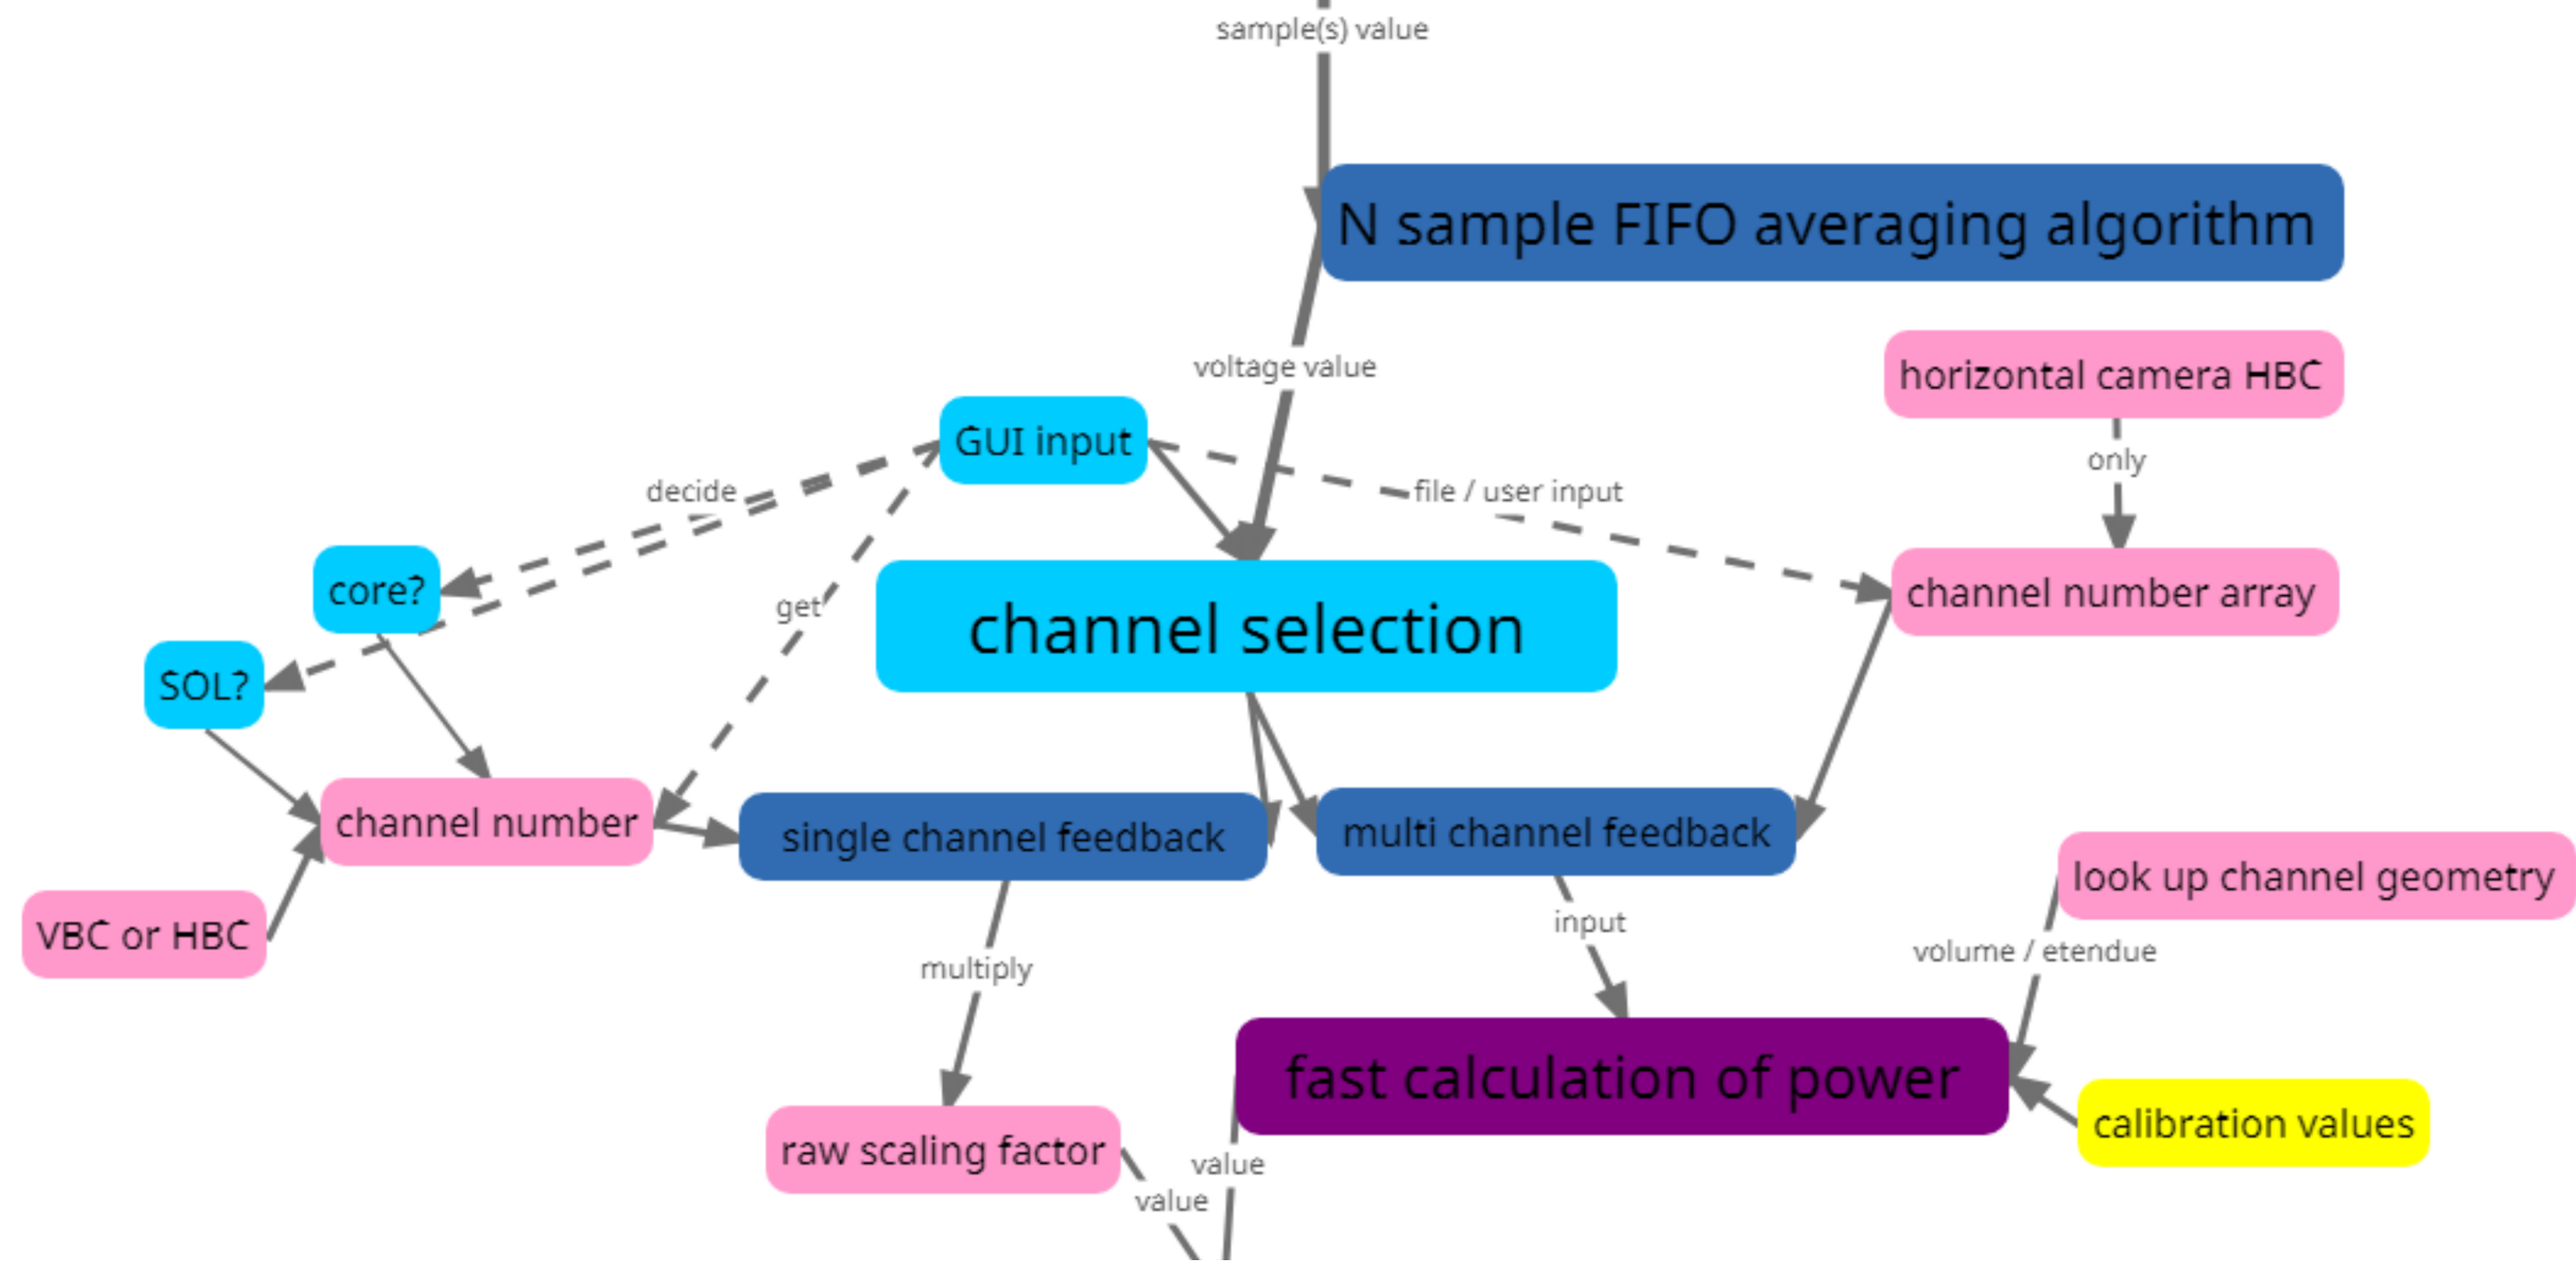 sample(s) value
N sample FIFO averaging algorithm
voltage value
horizontal camera HBC
GUI input
only
decide
file / user input
core?
channel number array
get
channel selection
SOL?
channel number
single channel feedback
multi channel feedback
look up channel geometry
VBC or HBC
input
volume / etendue
multiply
fast calculation of power
calibration values
raw scaling factor
value
value